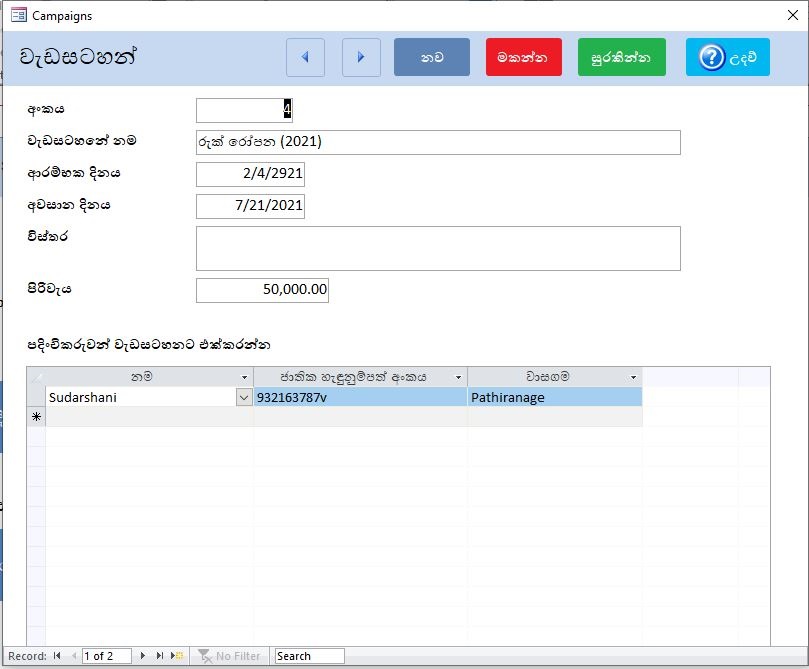 Campaigns
වැඩසටහන්
නව
මකන්න
සුරකින්න
? උදව්
අංකය
4
වැඩසටහනේ නම
රුක් රෝපන (2021)
ආරම්භක දිනය
2/4/2921
අවසාන දිනය
7/21/2021
විස්තර
පිරිවැය
50,000.00
පදිංචිකරුවන් වැඩසටහනට එක්කරන්න
නම ජාතික හැඳුනුම්පත් අංකය වාසගම
Sudarshani 932163787v Pathiranage
Record: 1 of 2 No Filter Search